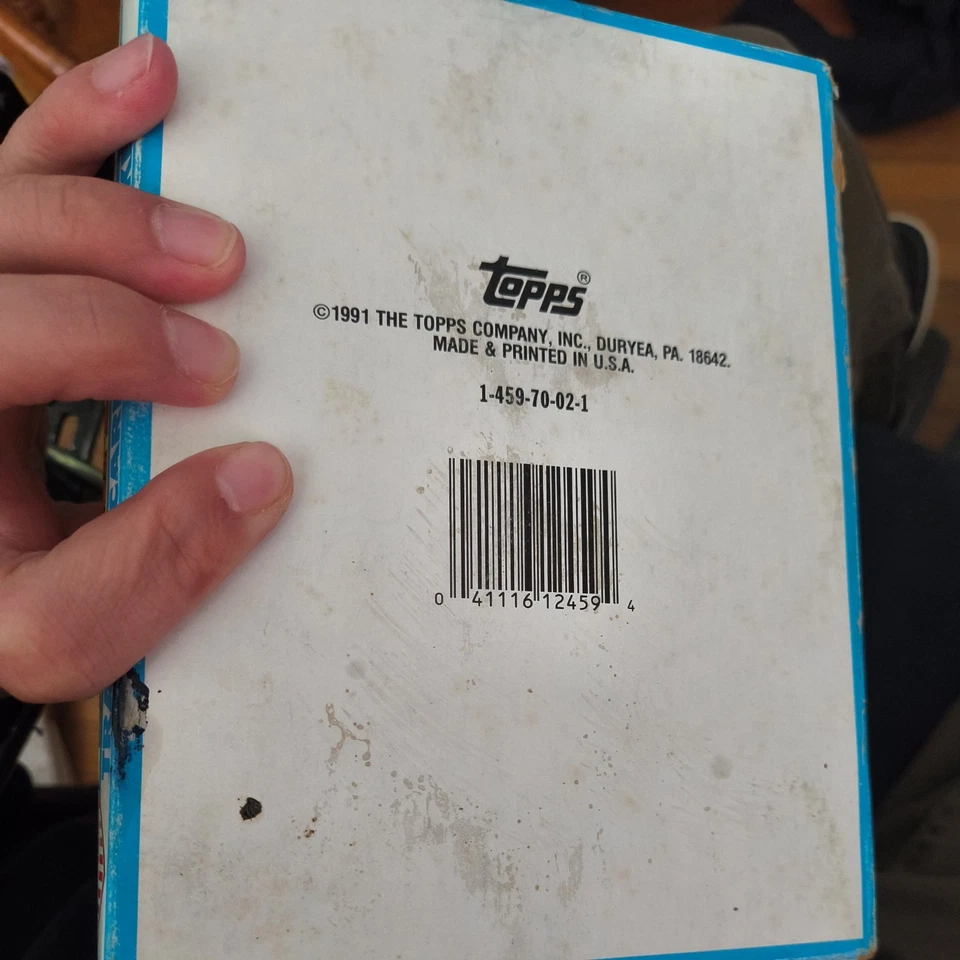 topps®
©1991 THE TOPPS COMPANY, INC., DURYEA, PA. 18642.
MADE & PRINTED IN U.S.A.
1-459-70-02-1
0 41116 12459 4